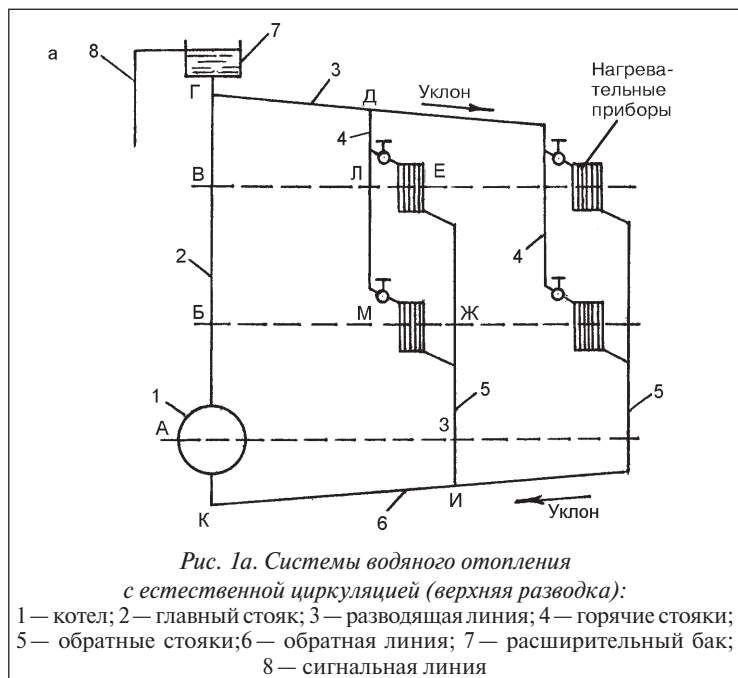 а
8
7
Г
3
Д
Уклон
Нагрева-
тельные
приборы
4
В
Л
Е
2
4
Б
М
Ж
1
А
5
З
5
К
6
И
Уклон
Рис. 1а. Системы водяного отопления
с естественной циркуляцией (верхняя разводка):
1 — котел; 2 — главный стояк; 3 — разводящая линия; 4 — горячие стояки;
5 — обратные стояки;6 — обратная линия; 7 — расширительный бак;
8 — сигнальная линия